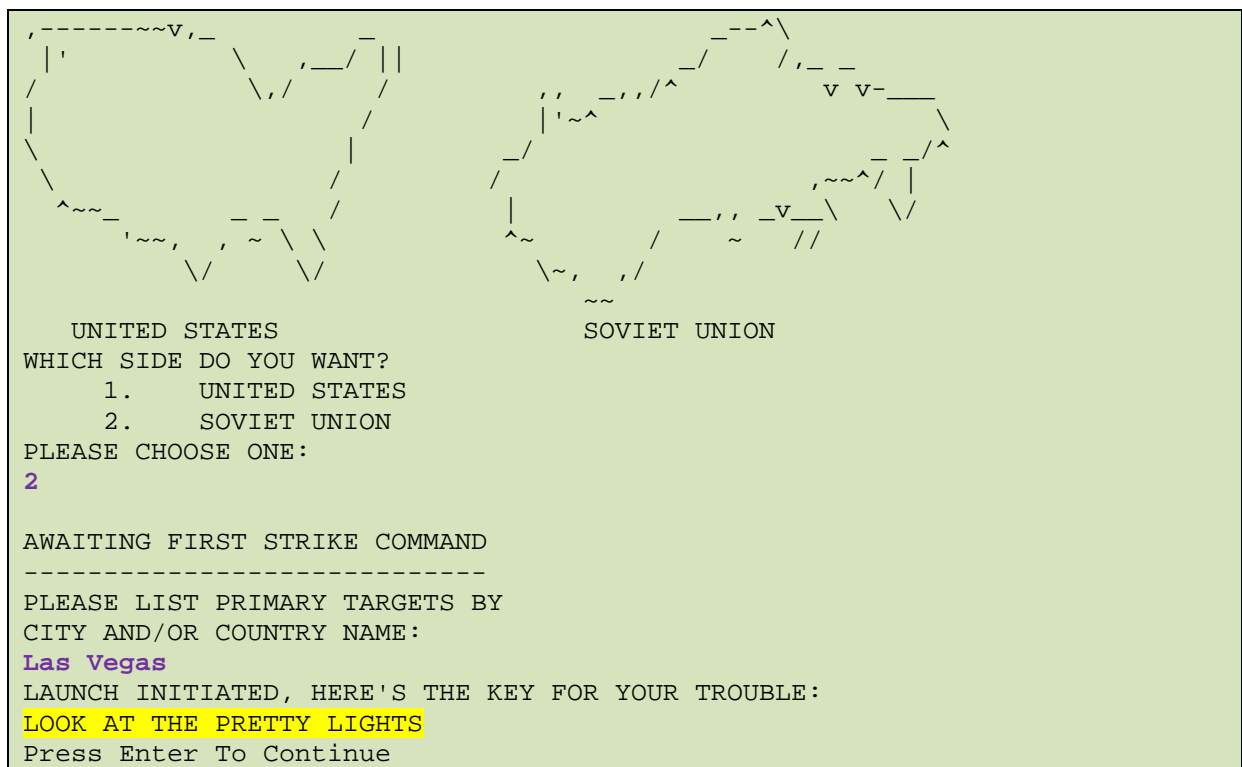 UNITED STATES SOVIET UNION
WHICH SIDE DO YOU WANT?
1. UNITED STATES
2. SOVIET UNION
PLEASE CHOOSE ONE:
2
AWAITING FIRST STRIKE COMMAND
-----------------------------
PLEASE LIST PRIMARY TARGETS BY
CITY AND/OR COUNTRY NAME:
Las Vegas
LAUNCH INITIATED, HERE'S THE KEY FOR YOUR TROUBLE:
LOOK AT THE PRETTY LIGHTS
Press Enter To Continue